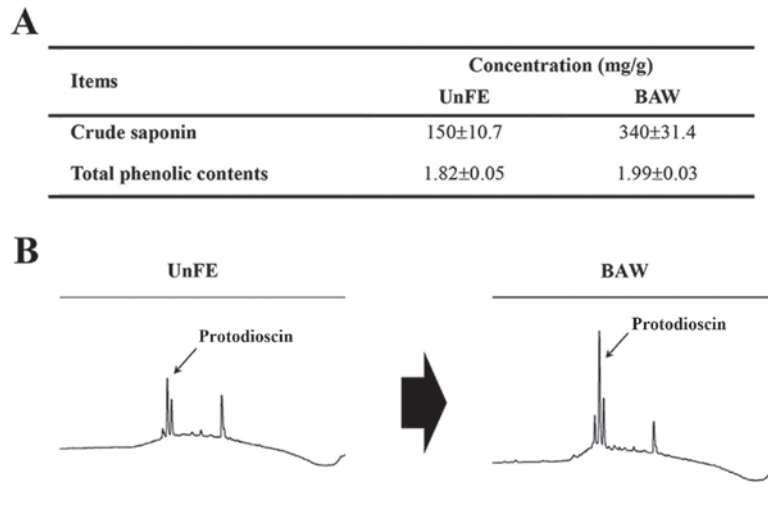 A
Items
Concentration (mg/g)
UnFE BAW
Crude saponin 150±10.7 340±31.4
Total phenolic contents 1.82±0.05 1.99±0.03
B
UnFE BAW
Protodioscin Protodioscin